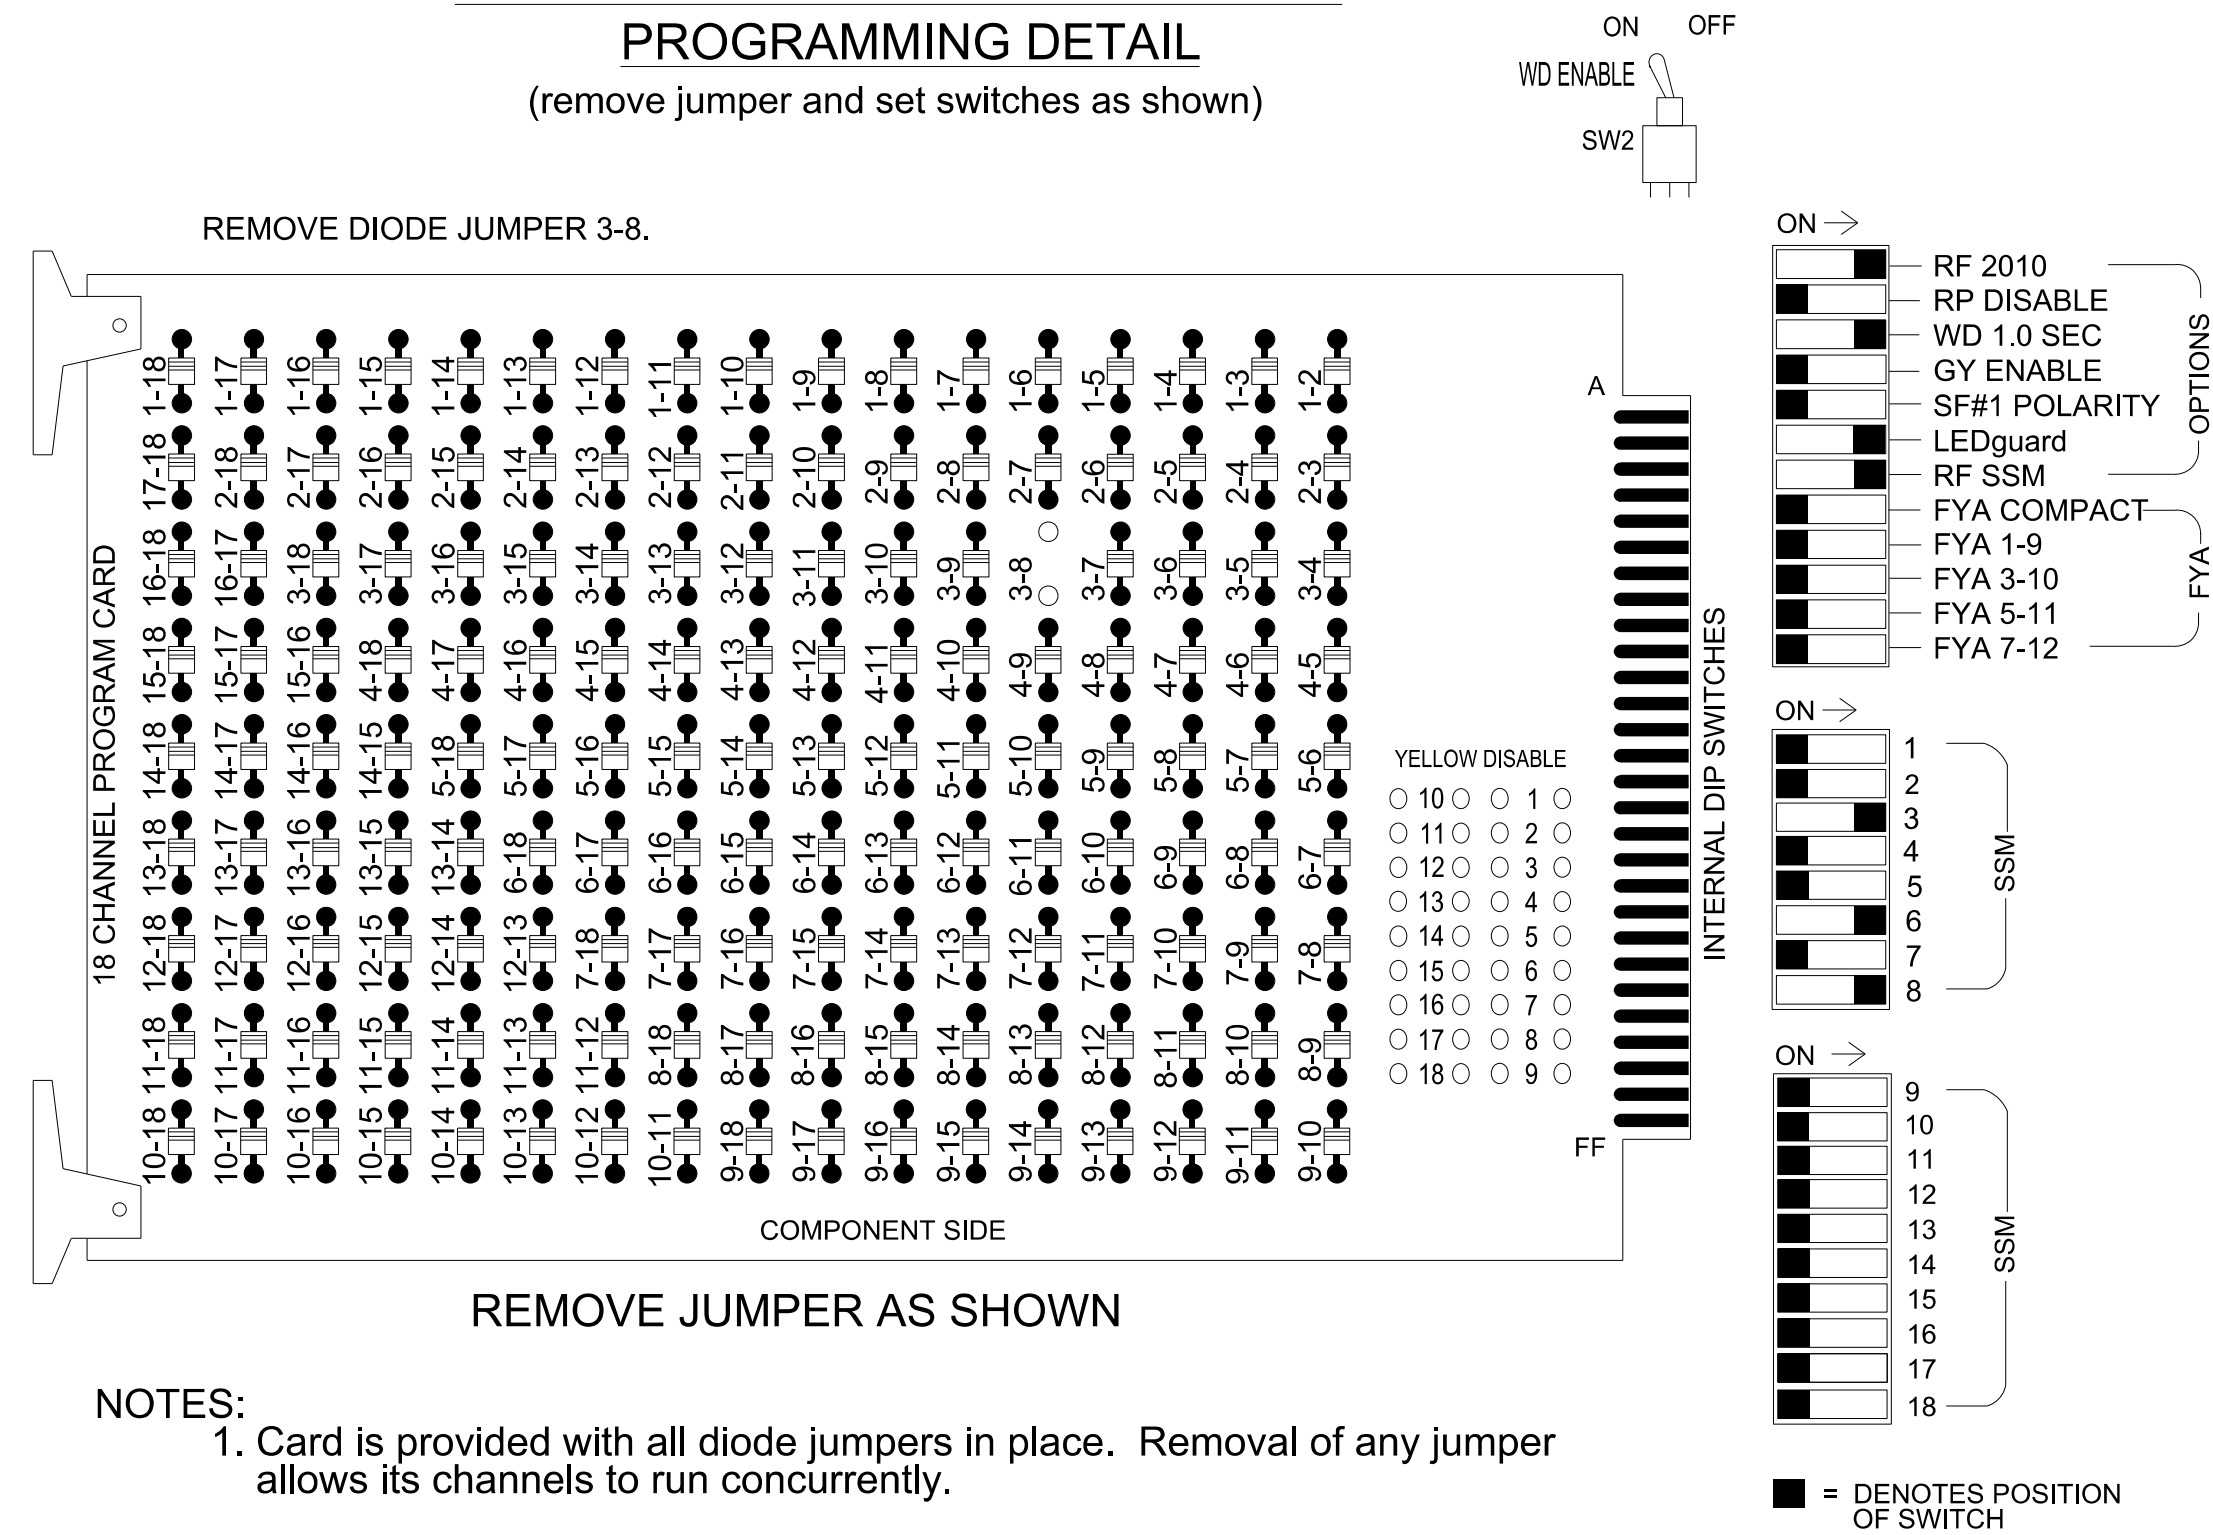 PROGRAMMING DETAIL
(remove jumper and set switches as shown)
ON OFF
WD ENABLE
SW2
REMOVE DIODE JUMPER 3-8.
18 CHANNEL PROGRAM CARD
1-18 1-17 1-16 1-15 1-14 1-13 1-12 1-11 1-10 1-9 1-8 1-7 1-6 1-5 1-4 1-3 1-2
17-18 2-18 2-17 2-16 2-15 2-14 2-13 2-12 2-11 2-10 2-9 2-8 2-7 2-6 2-5 2-4 2-3
16-18 16-17 3-18 3-17 3-16 3-15 3-14 3-13 3-12 3-11 3-10 3-9 3-8 3-7 3-6 3-5 3-4
15-18 15-17 15-16 4-18 4-17 4-16 4-15 4-14 4-13 4-12 4-11 4-10 4-9 4-8 4-7 4-6 4-5
14-18 14-17 14-16 14-15 5-18 5-17 5-16 5-15 5-14 5-13 5-12 5-11 5-10 5-9 5-8 5-7 5-6
13-18 13-17 13-16 13-15 13-14 6-18 6-17 6-16 6-15 6-14 6-13 6-12 6-11 6-10 6-9 6-8 6-7
12-18 12-17 12-16 12-15 12-14 12-13 7-18 7-17 7-16 7-15 7-14 7-13 7-12 7-11 7-10 7-9 7-8
11-18 11-17 11-16 11-15 11-14 11-13 11-12 8-18 8-17 8-16 8-15 8-14 8-13 8-12 8-11 8-10 8-9
10-18 10-17 10-16 10-15 10-14 10-13 10-12 10-11 9-18 9-17 9-16 9-15 9-14 9-13 9-12 9-11 9-10
COMPONENT SIDE
A
FF
YELLOW DISABLE
10 1
11 2
12 3
13 4
14 5
15 6
16 7
17 8
18 9
INTERNAL DIP SWITCHES
ON
RF 2010
RP DISABLE
WD 1.0 SEC
GY ENABLE
SF#1 POLARITY
LEDguard
RF SSM
OPTIONS
FYA COMPACT
FYA 1-9
FYA 3-10
FYA 5-11
FYA 7-12
FYA
ON
1
2
3
4
5
6
7
8
SSM
ON
9
10
11
12
13
14
15
16
17
18
SSM
REMOVE JUMPER AS SHOWN
NOTES:
1. Card is provided with all diode jumpers in place. Removal of any jumper
allows its channels to run concurrently.
= DENOTES POSITION
OF SWITCH